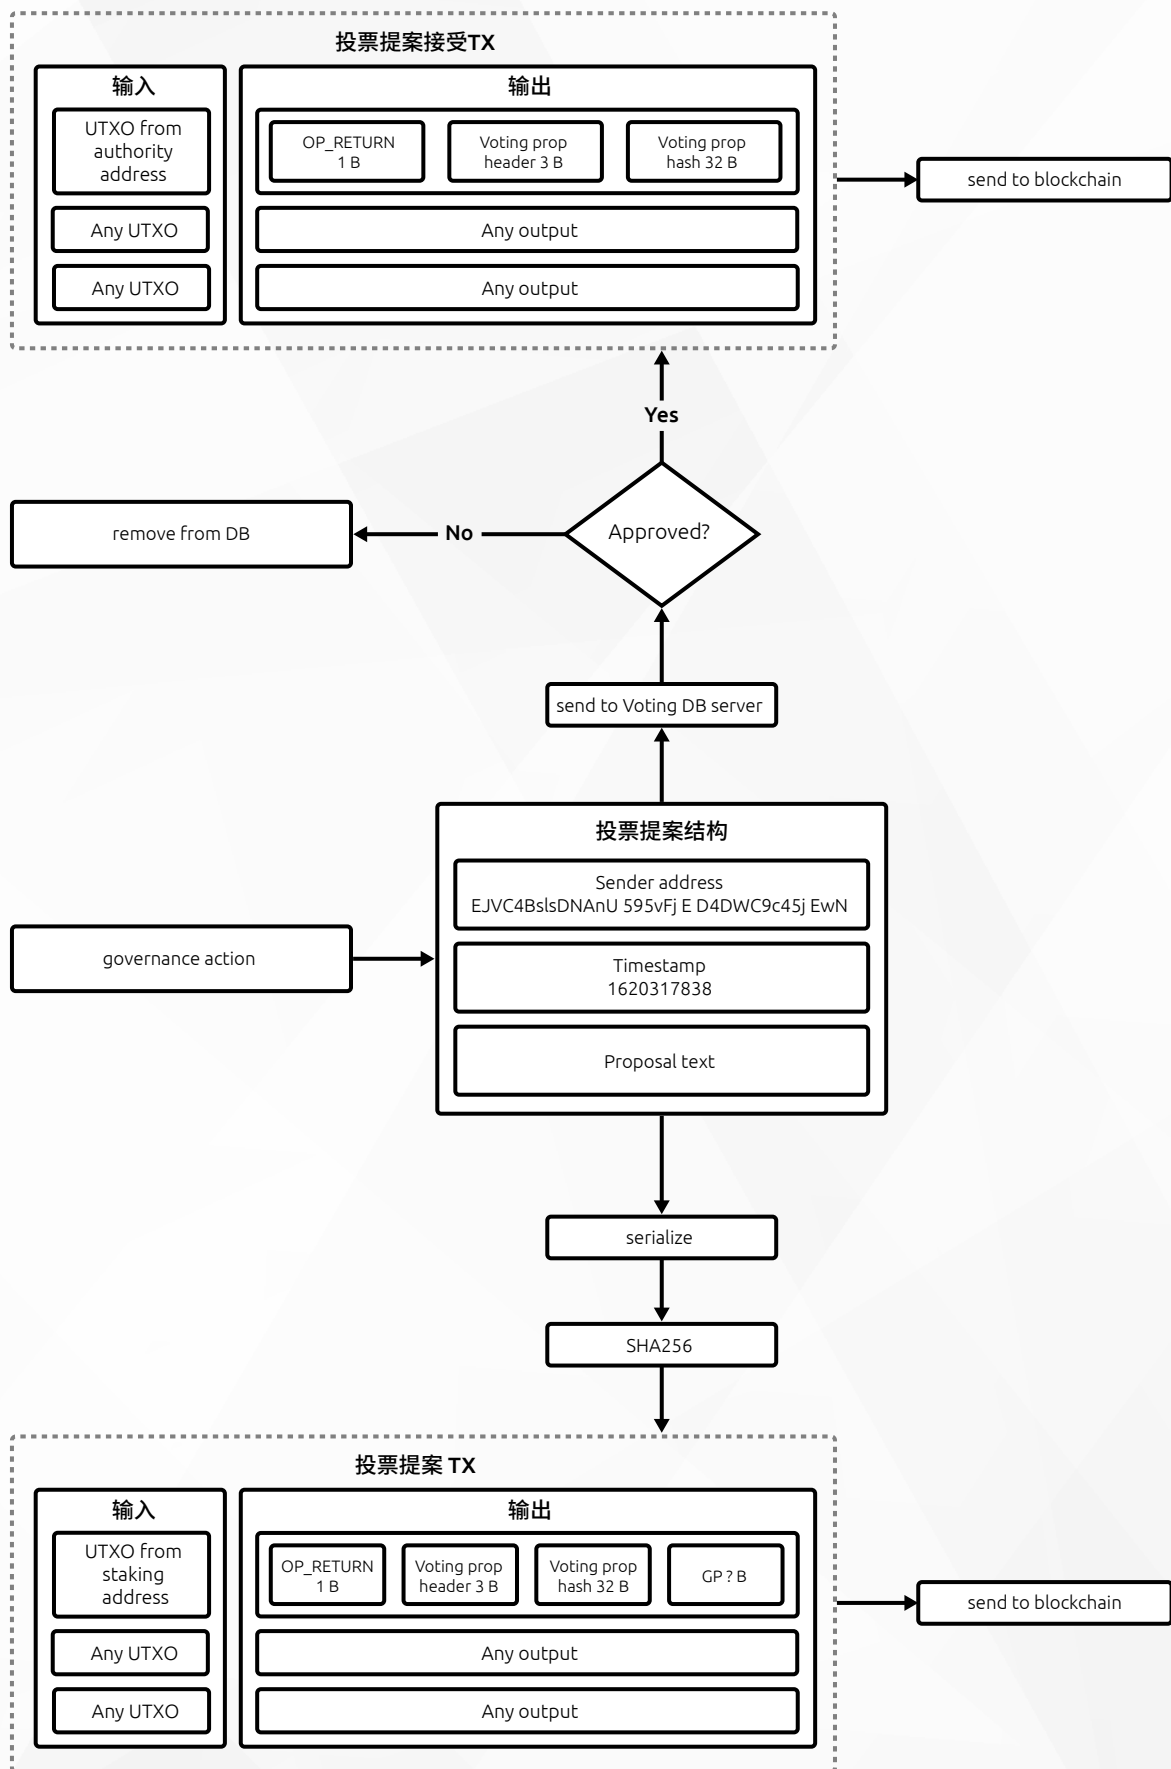 投票提案接受TX
输入
UTXO from
authority
address
Any UTXO
Any UTXO
输出
OP_RETURN
1 B
Voting prop
header 3 B
Voting prop
hash 32 B
Any output
Any output
send to blockchain
Yes
Approved?
No
remove from DB
send to Voting DB server
投票提案结构
Sender address
EJVC4BslsDNAnU 595vFj E D4DWC9c45j EwN
Timestamp
1620317838
Proposal text
governance action
serialize
SHA256
投票提案 TX
输入
UTXO from
staking
address
Any UTXO
Any UTXO
输出
OP_RETURN
1 B
Voting prop
header 3 B
Voting prop
hash 32 B
GP ? B
Any output
Any output
send to blockchain